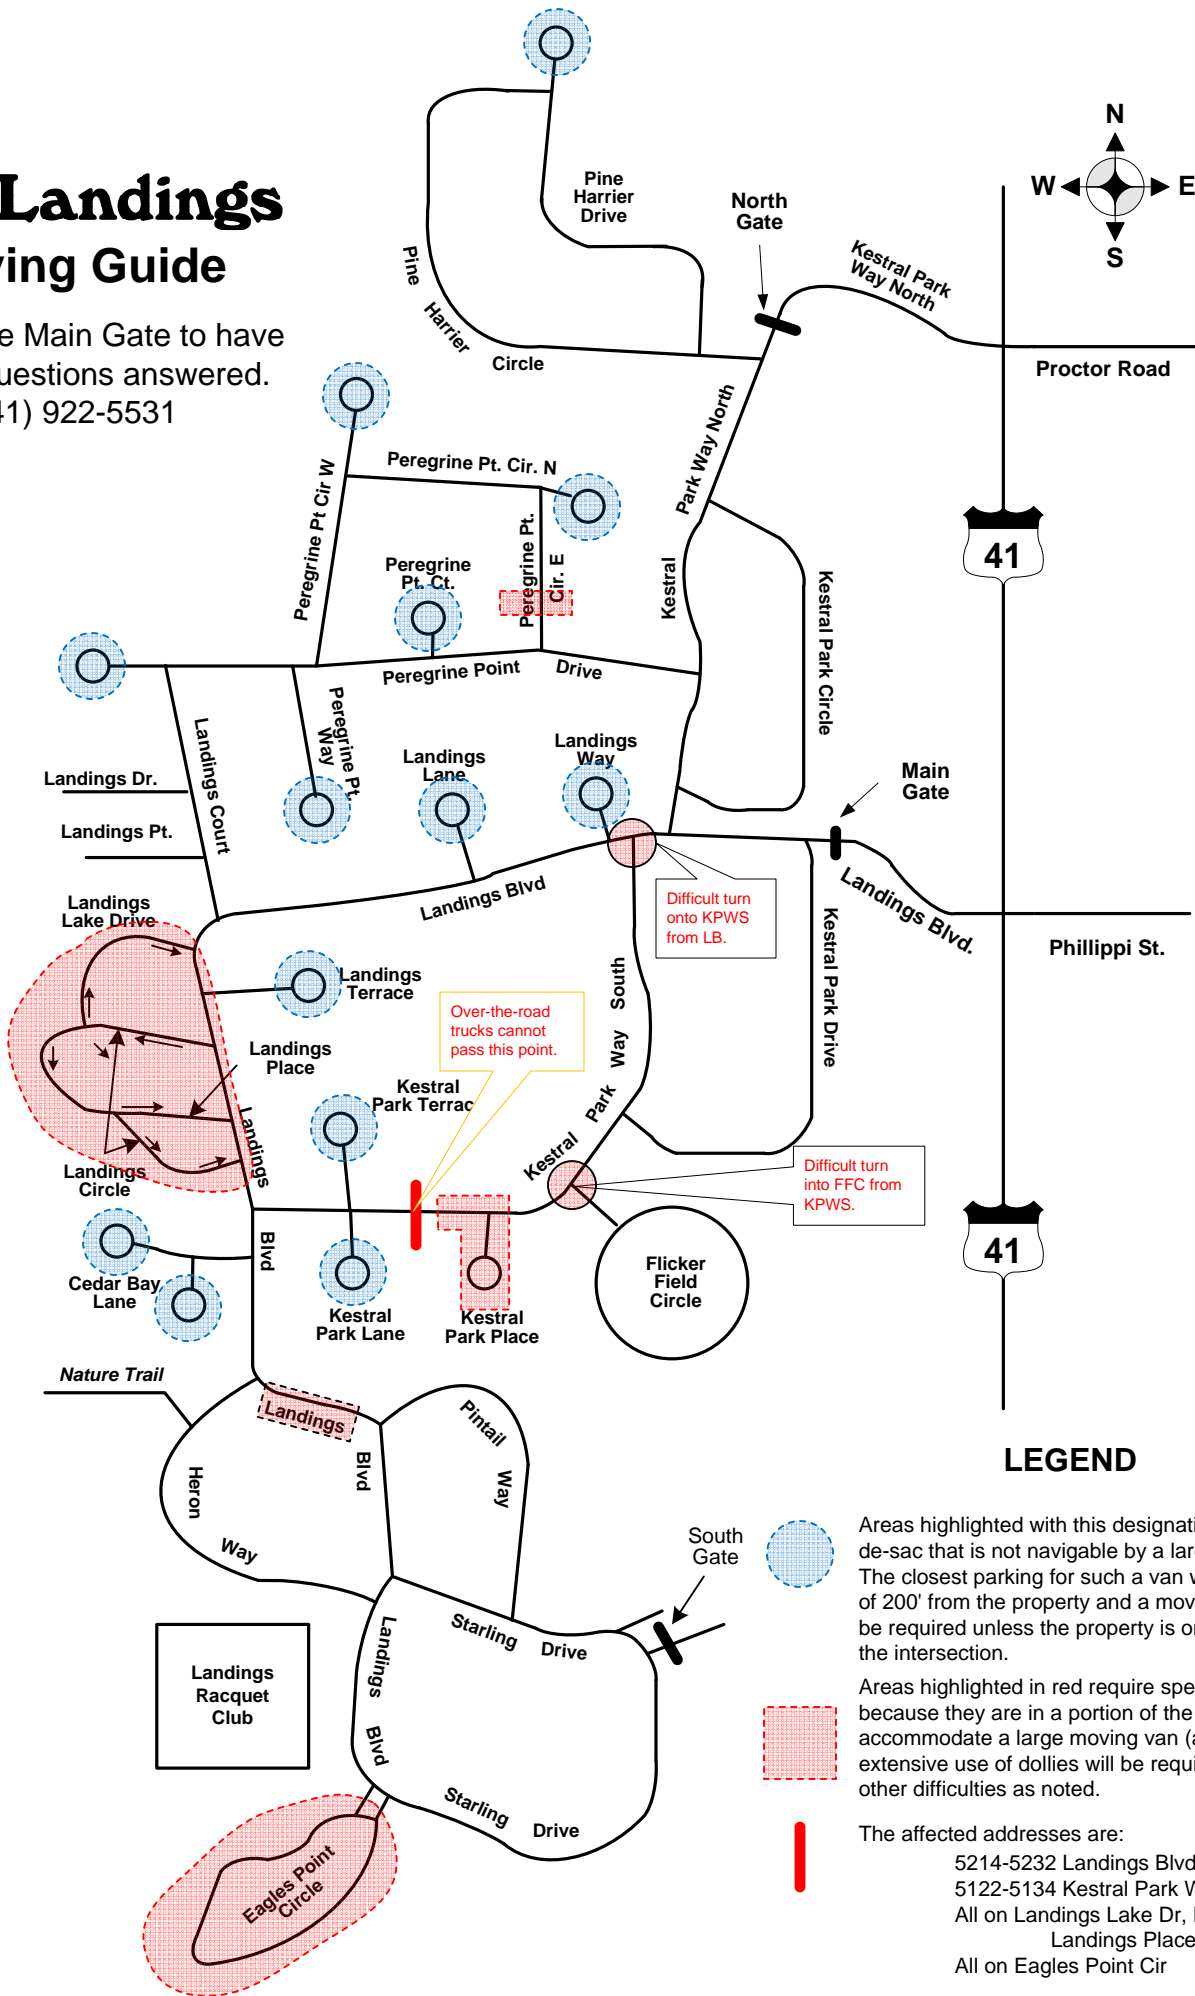 Landings
ving Guide
e Main Gate to have
uestions answered.
41) 922-5531
N
W
E
S
Pine
Harrier
Drive
North
Gate
Kestral Park
Way North
Proctor Road
Pine
Harrier
Circle
Park Way North
Kestral
Peregrine Pt. Cir. N
Peregrine Pt Cir W
Peregrine Pt.
Cir. E
Peregrine
Pt. Ct.
41
Kestral Park Circle
Peregrine Point
Drive
Peregrine Pt.
Way
Landings
Lane
Landings
Way
Landings Court
Landings Dr.
Landings Pt.
Main
Gate
Landings Blvd
Landings Blvd.
Phillippi St.
Difficult turn
onto KPWS
from LB.
Kestral Park Drive
Landings
Lake Drive
Landings
Terrace
Landings
Place
Over-the-road
trucks cannot
pass this point.
Kestral
Park Terrac
Kestral
Park
Way
South
Landings
Blvd
Landings
Circle
Difficult turn
into FFC from
KPWS.
41
Cedar Bay
Lane
Kestral
Park Lane
Kestral
Park Place
Flicker
Field
Circle
Nature Trail
Landings
Blvd
Pintail
Way
Heron
Way
LEGEND
South
Gate
Areas highlighted with this designati
de-sac that is not navigable by a lar
The closest parking for such a van w
of 200' from the property and a mov
be required unless the property is o
the intersection.
Starling
Drive
Landings
Blvd
Landings
Racquet
Club
Areas highlighted in red require spe
because they are in a portion of the
accommodate a large moving van (a
extensive use of dollies will be requi
other difficulties as noted.
Starling
Drive
Eagles Point
Circle
The affected addresses are:
5214-5232 Landings Blvd
5122-5134 Kestral Park W
All on Landings Lake Dr,
Landings Place
All on Eagles Point Cir